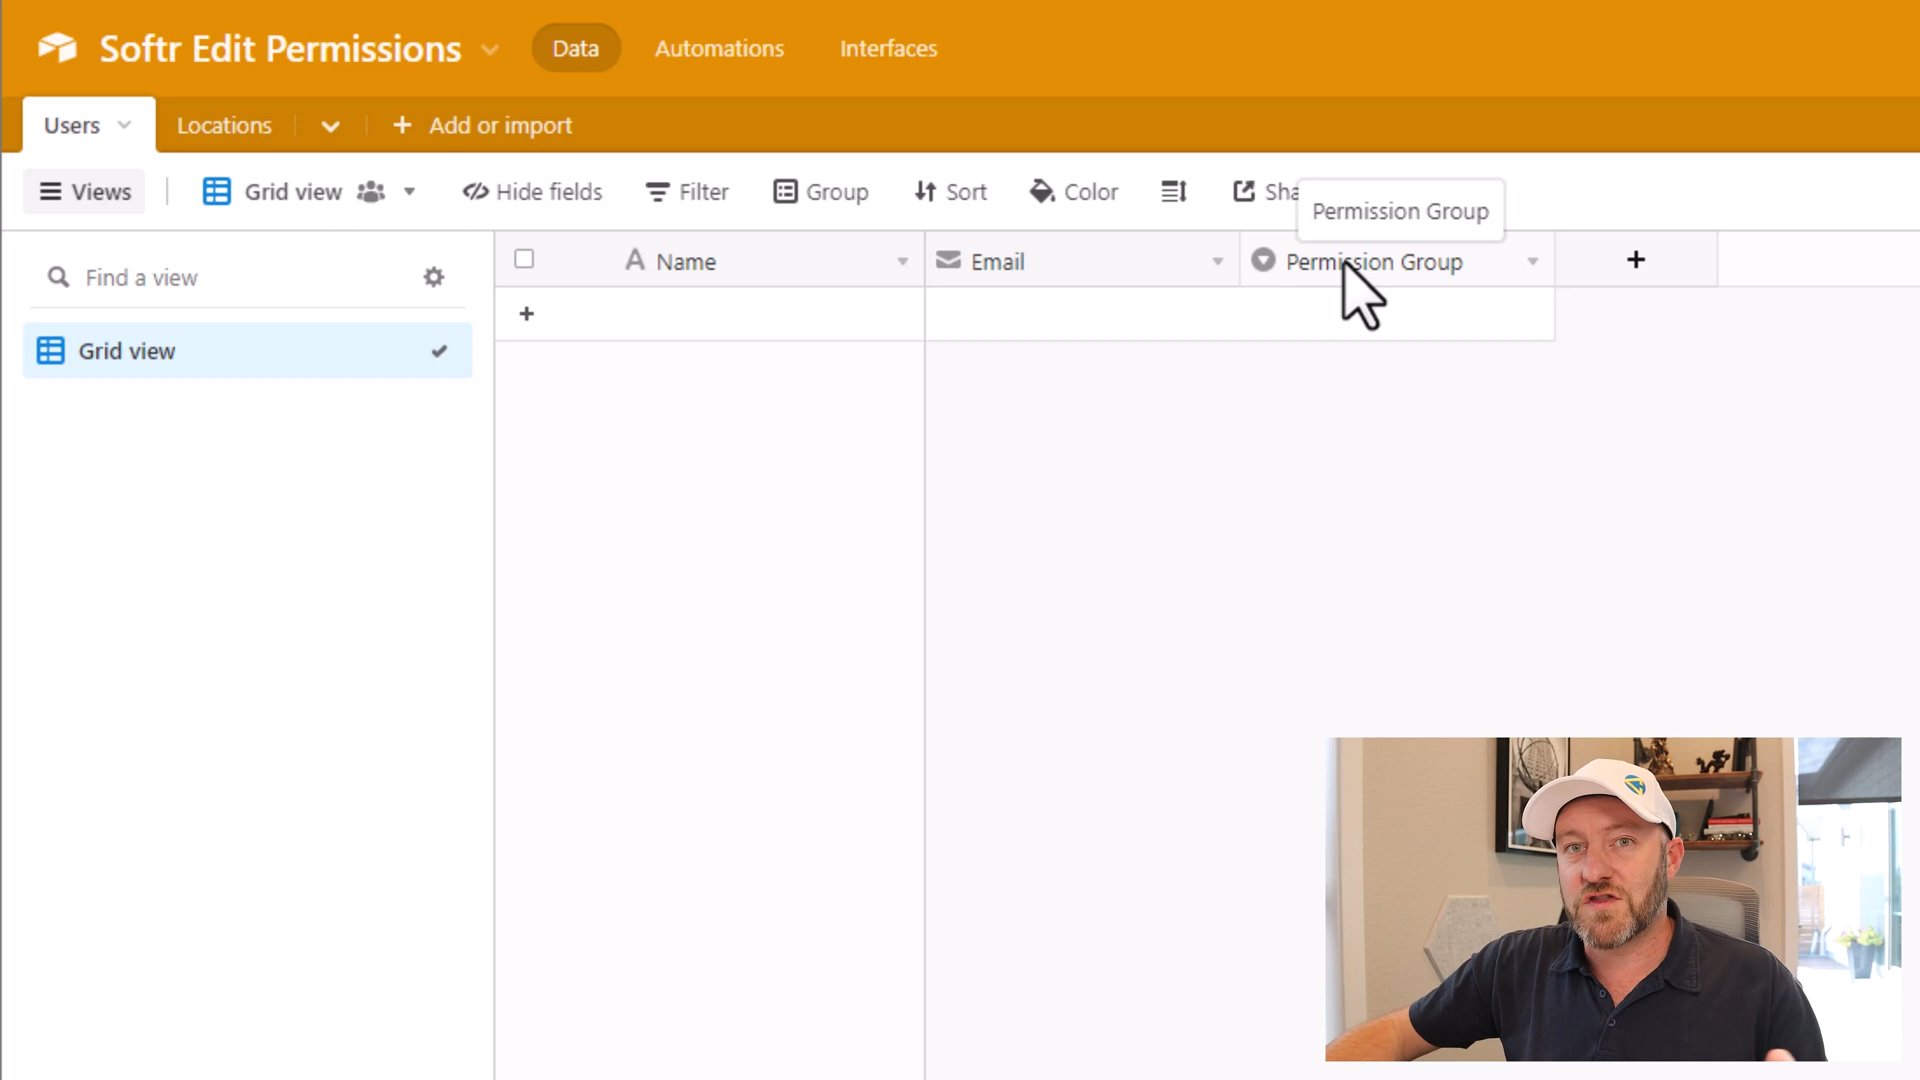 Softr Edit Permissions Data Automations Interfaces
Users Locations + Add or import
Views Grid view Hide fields Filter Group Sort Color Sha
Permission Group
Find a view
Name Email Permission Group +
+
Grid view